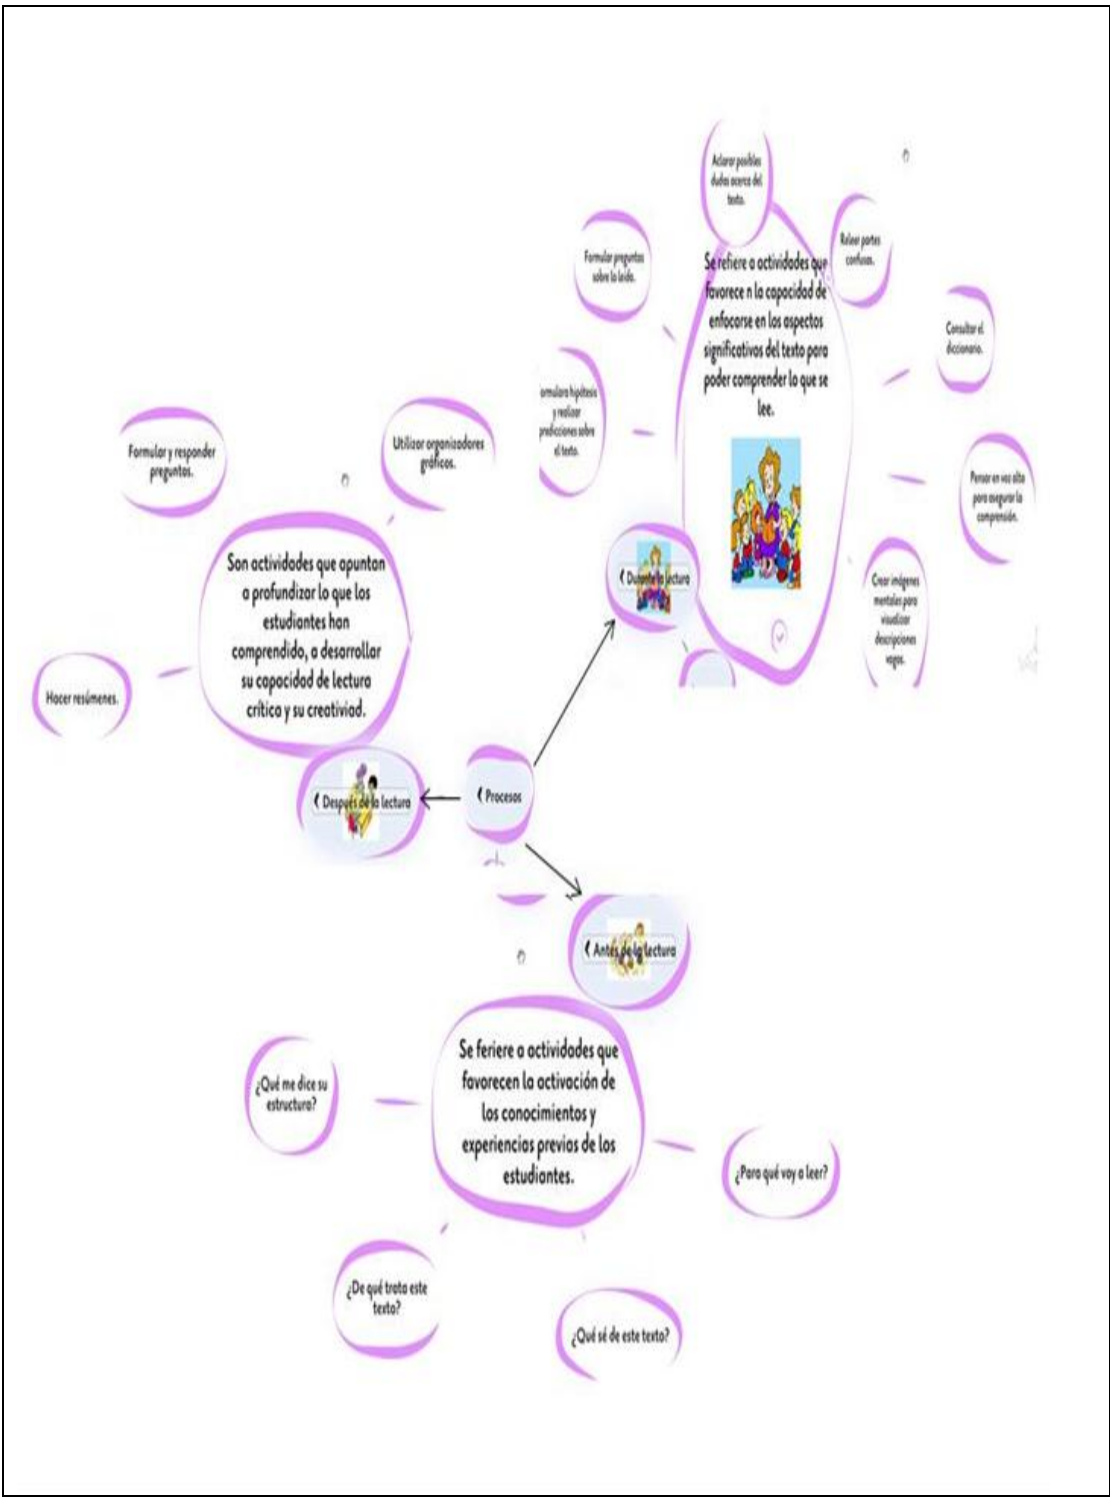 Aclarar posibles
dudas acerca del
texto.
Formular preguntas
sobre lo leído.
Releer partes
confusas.
Se refiere a actividades que
favorece n la capacidad de
enfocarse en los aspectos
significativos del texto para
poder comprender lo que se
lee.
Consultar el
diccionario.
ormulara hipótesis
y realizar
predicciones sobre
el texto.
Pensar en voz alta
para asegurar la
comprensión.
Crear imágenes
mentales para
visualizar
descripciones
vagas.
‹ Durante la lectura
Formular y responder
preguntas.
Utilizar organizadores
gráficos.
Son actividades que apuntan
a profundizar lo que los
estudiantes han
comprendido, a desarrollar
su capacidad de lectura
crítica y su creativiad.
Hacer resúmenes.
‹ Después de la lectura
‹ Procesos
‹ Antes de la lectura
Se feriere a actividades que
favorecen la activación de
los conocimientos y
experiencias previas de los
estudiantes.
¿Qué me dice su
estructura?
¿Para qué voy a leer?
¿De qué trata este
texto?
¿Qué sé de este texto?